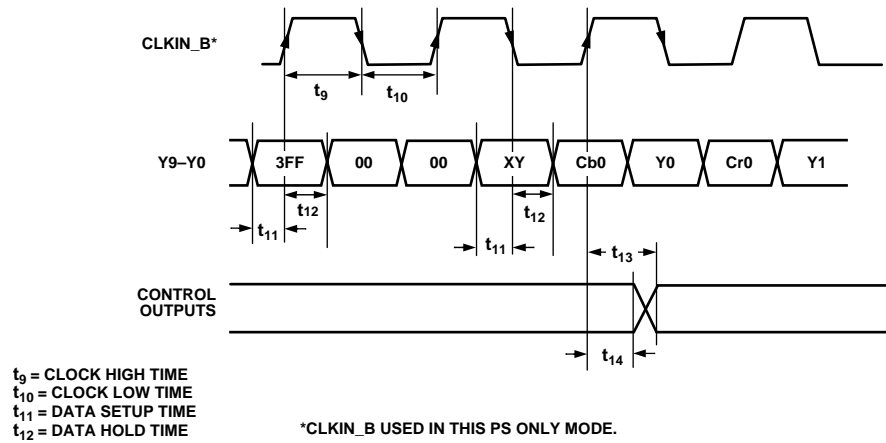 CLKIN_B*
t9
t10
Y9–Y0
3FF
00
00
XY
Cb0
Y0
Cr0
Y1
t12
t12
t11
t11
t13
CONTROL
OUTPUTS
t14
t9 = CLOCK HIGH TIME
t10 = CLOCK LOW TIME
t11 = DATA SETUP TIME
t12 = DATA HOLD TIME
*CLKIN_B USED IN THIS PS ONLY MODE.